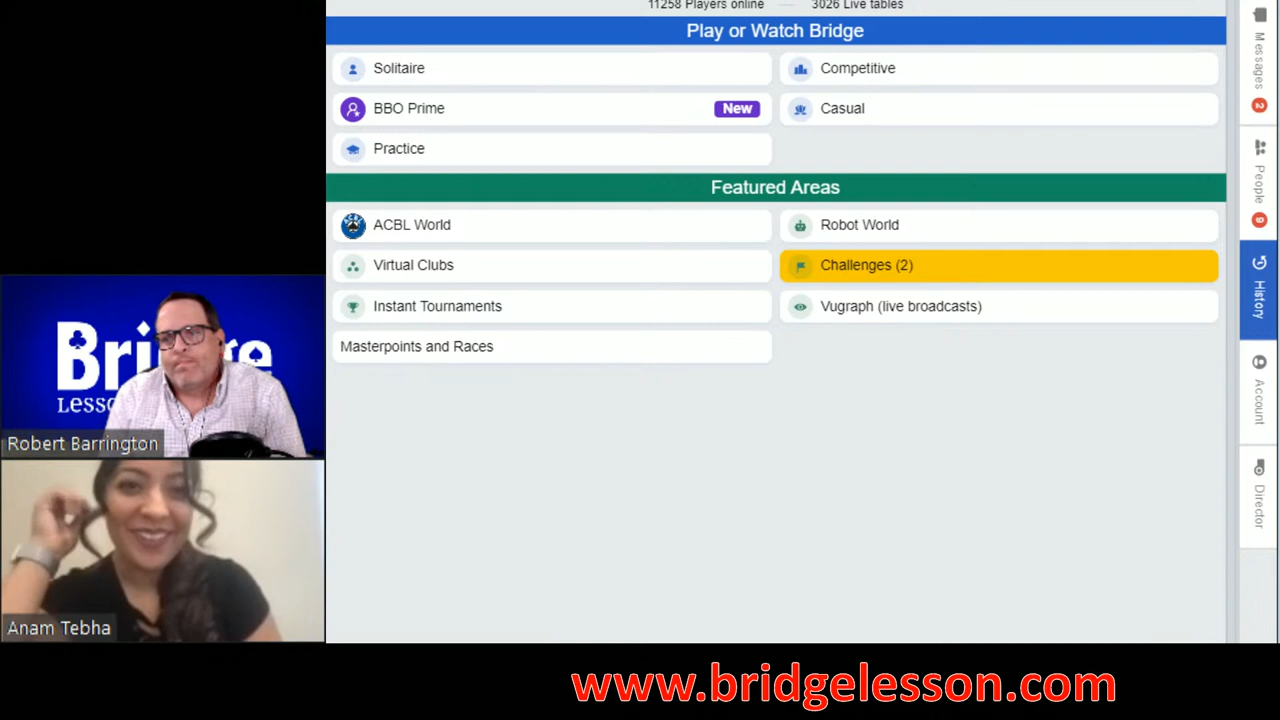 11258 Players online
3026 Live tables
Play or Watch Bridge
Solitaire
Competitive
BBO Prime
New
Casual
Practice
Featured Areas
ACBL World
Robot World
Virtual Clubs
Challenges (2)
Instant Tournaments
Vugraph (live broadcasts)
Masterpoints and Races
Messages
2
People
9
History
Account
Director
Robert Barrington
Anam Tebha
www.bridgelesson.com